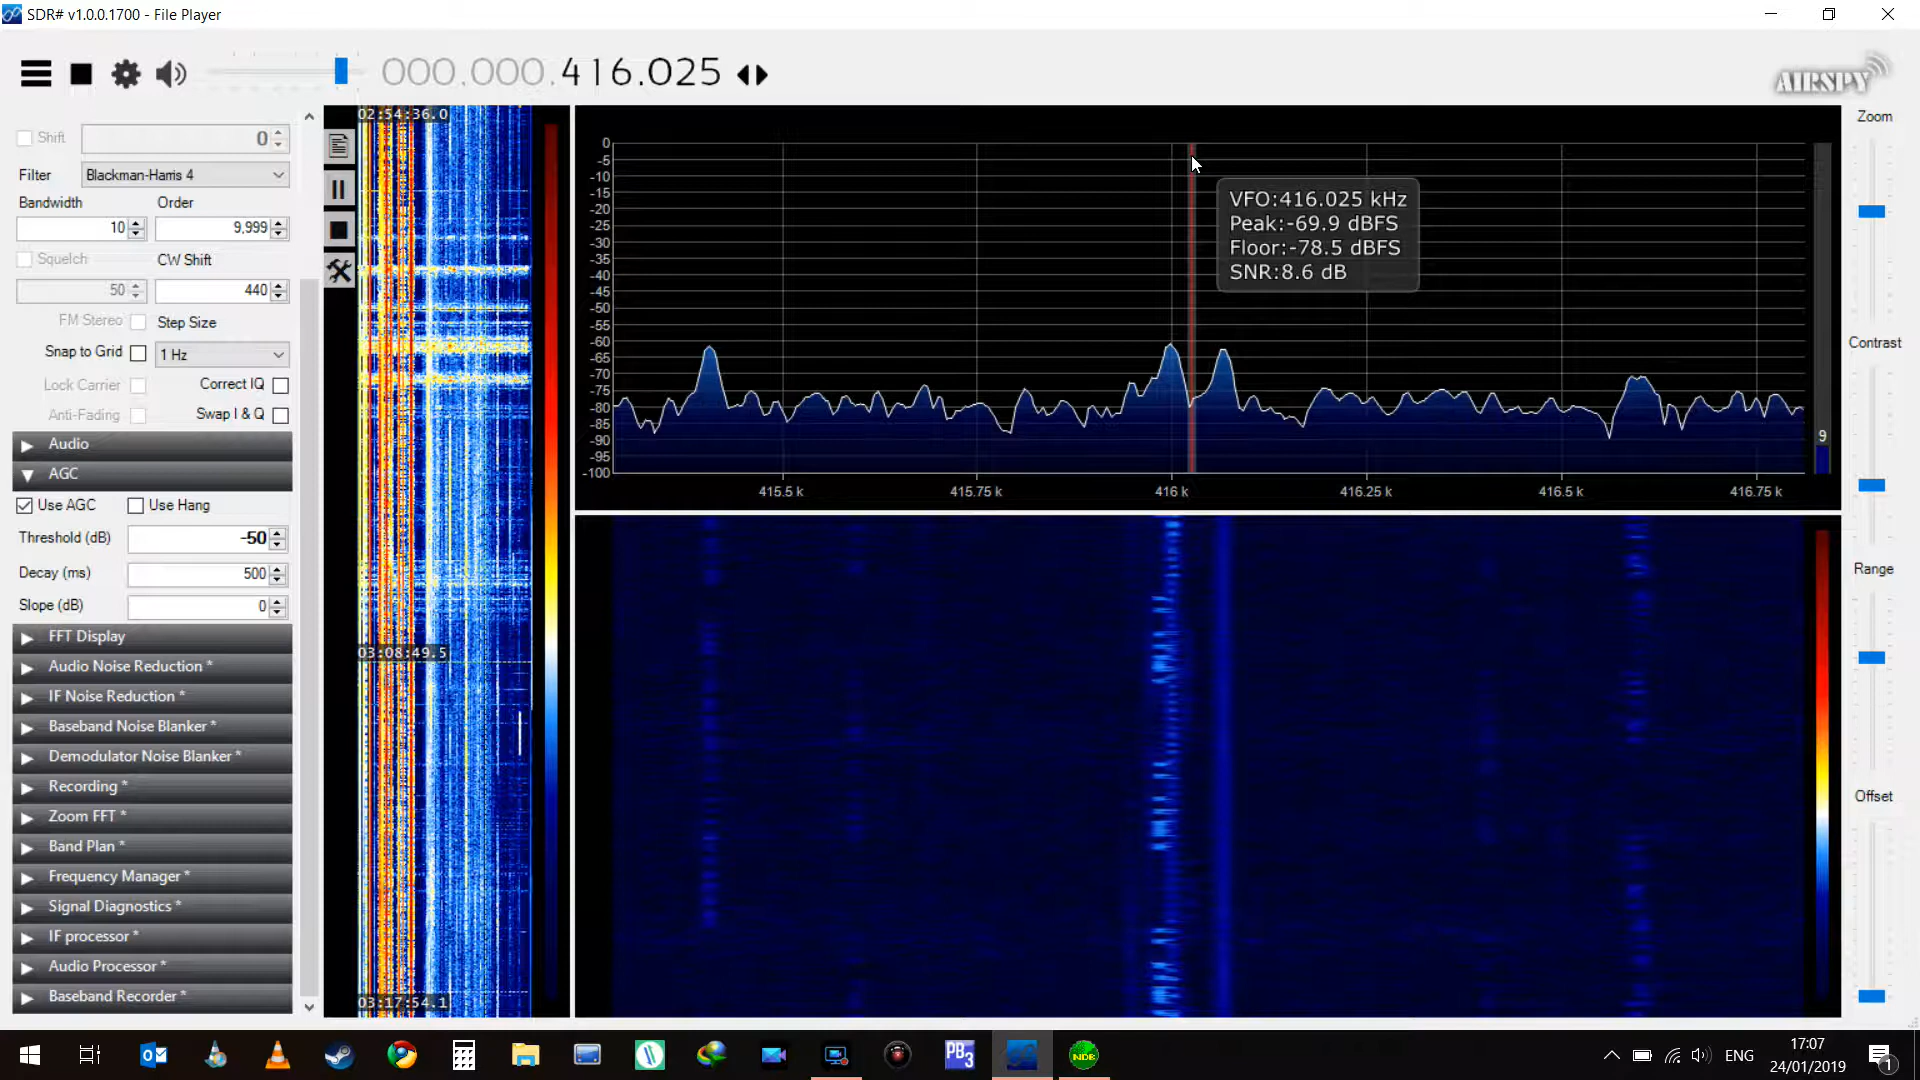 SDR# v1.0.0.1700 - File Player
000.000.416.025
AIRSPY
Shift
0
Filter
Blackman-Harris 4
Bandwidth
Order
10
9,999
Squelch
CW Shift
50
440
FM Stereo
Step Size
Snap to Grid
1 Hz
Lock Carrier
Correct IQ
Anti-Fading
Swap I & Q
Audio
AGC
Use AGC
Use Hang
Threshold (dB)
-50
Decay (ms)
500
Slope (dB)
0
FFT Display
Audio Noise Reduction *
IF Noise Reduction *
Baseband Noise Blanker *
Demodulator Noise Blanker *
Recording *
Zoom FFT *
Band Plan *
Frequency Manager *
Signal Diagnostics *
IF processor *
Audio Processor *
Baseband Recorder *
02:54:36.0
03:08:49.5
03:17:54.1
0
-5
-10
-15
-20
-25
-30
-35
-40
-45
-50
-55
-60
-65
-70
-75
-80
-85
-90
-95
-100
VFO:416.025 kHz
Peak:-69.9 dBFS
Floor:-78.5 dBFS
SNR:8.6 dB
9
415.5 k
415.75 k
416 k
416.25 k
416.5 k
416.75 k
Zoom
Contrast
Range
Offset
PB3
NDB
ENG
17:07
24/01/2019
1